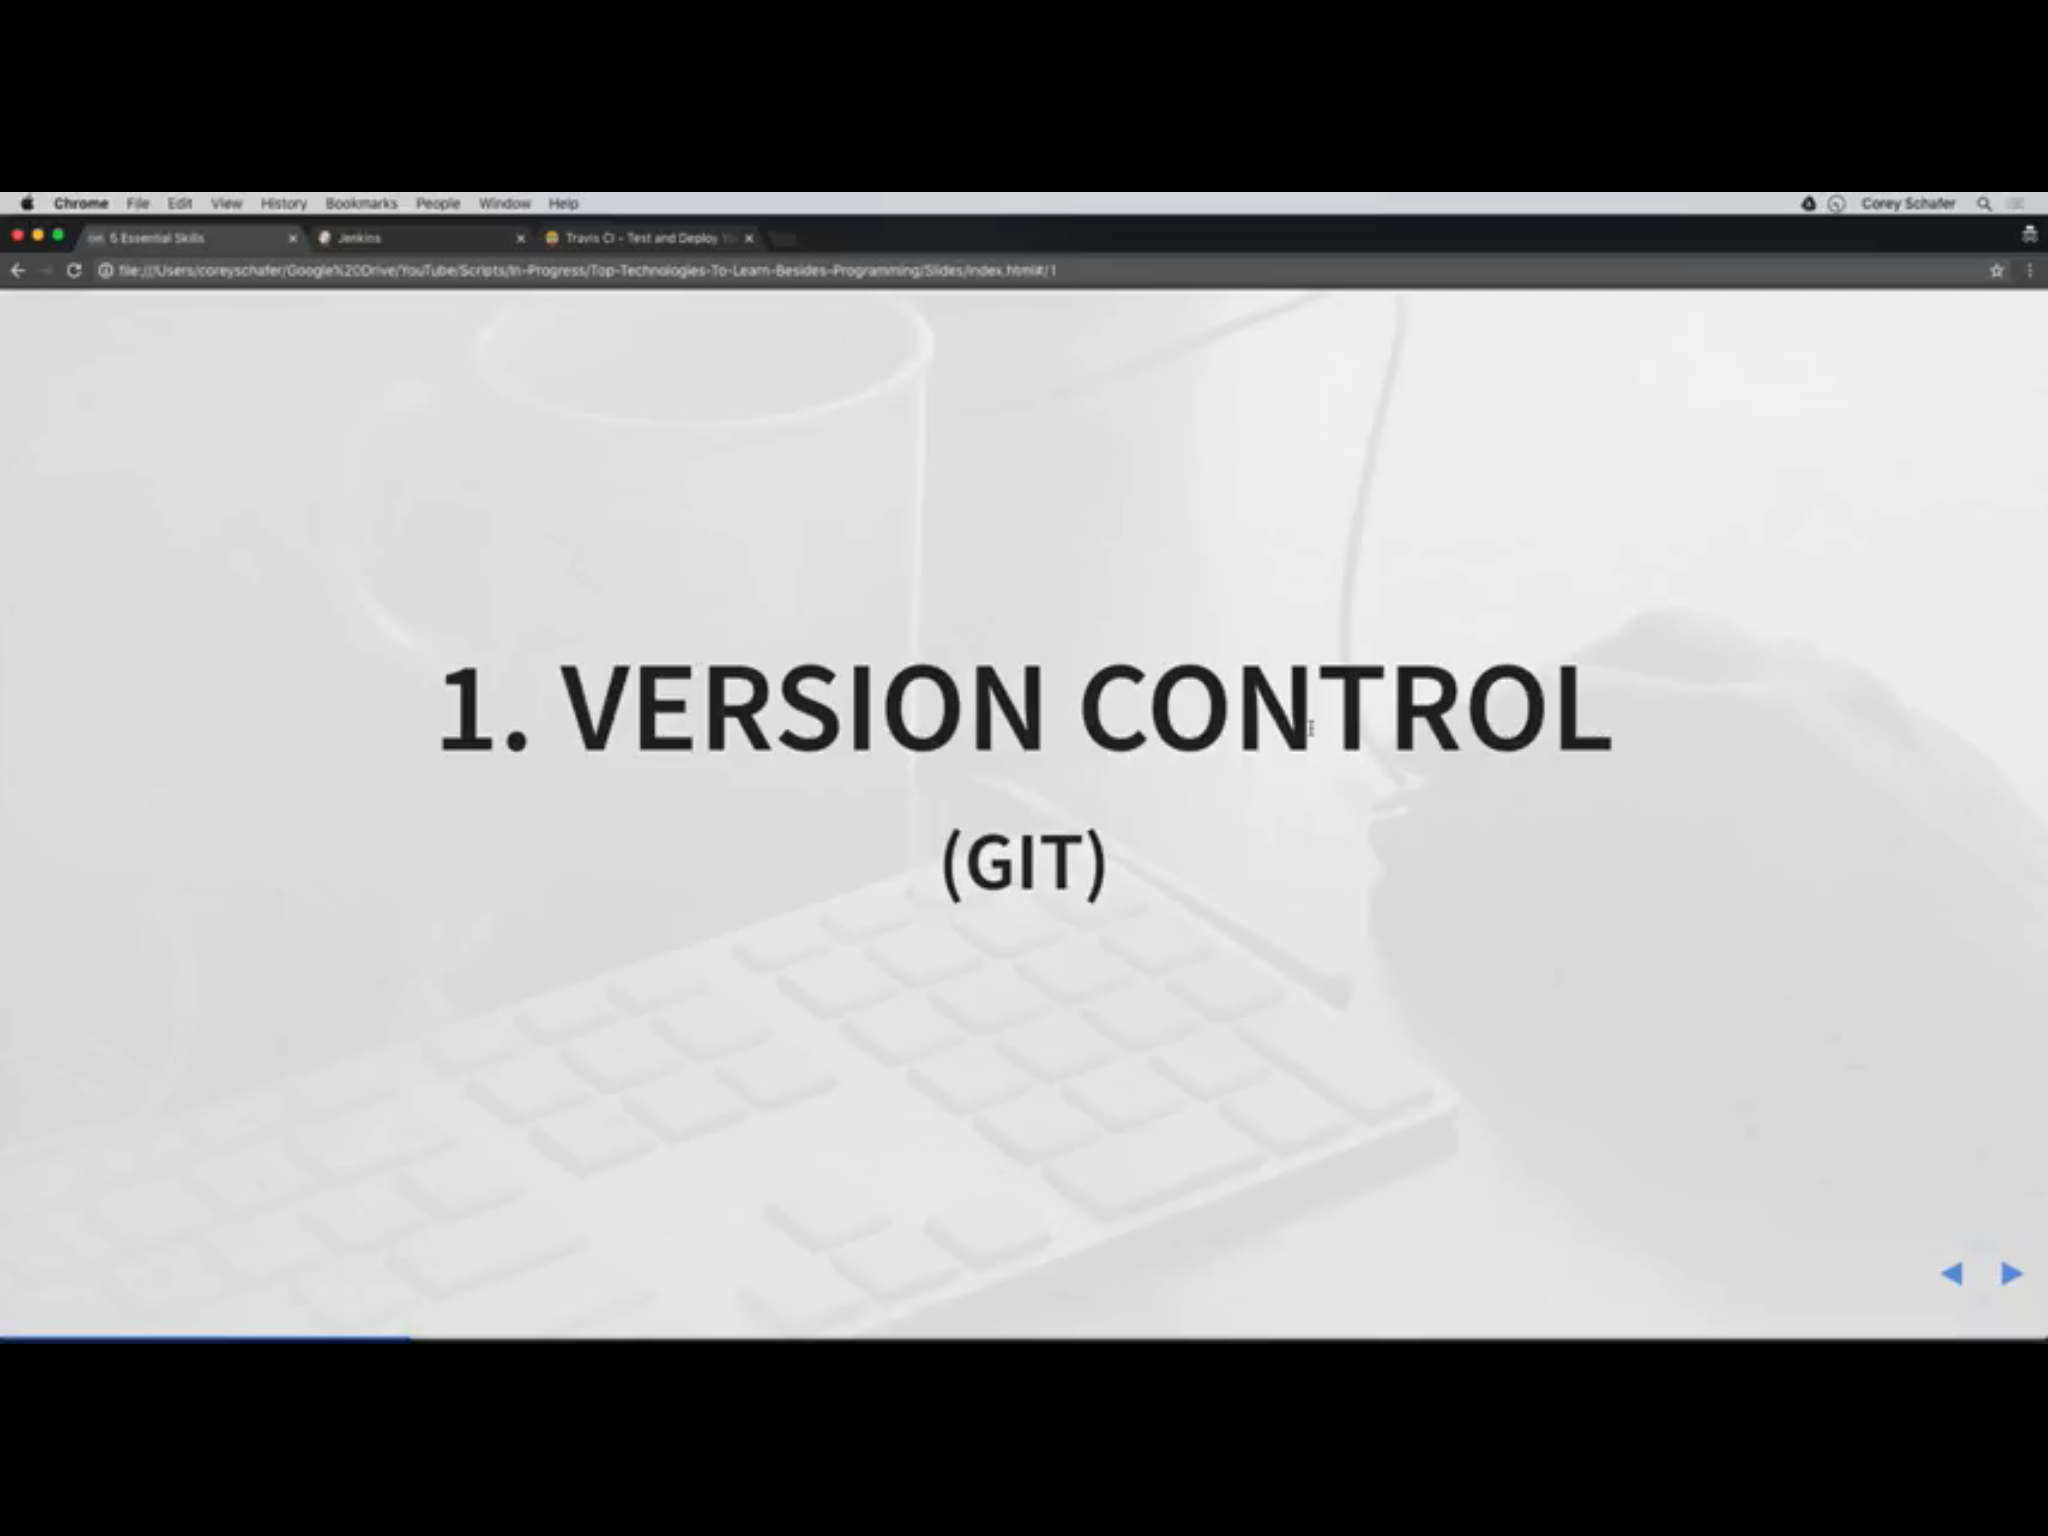 Chrome File Edit View History Bookmarks People Window Help Corey Schafer
5 Essential Skills Jenkins Travis CI - Test and Deploy
file:///Users/coreyschafer/Google%20Drive/YouTube/Scripts/In-Progress/Top-Technologies-To-Learn-Besides-Programming/Slides/index.html#/1
1. VERSION CONTROL
(GIT)